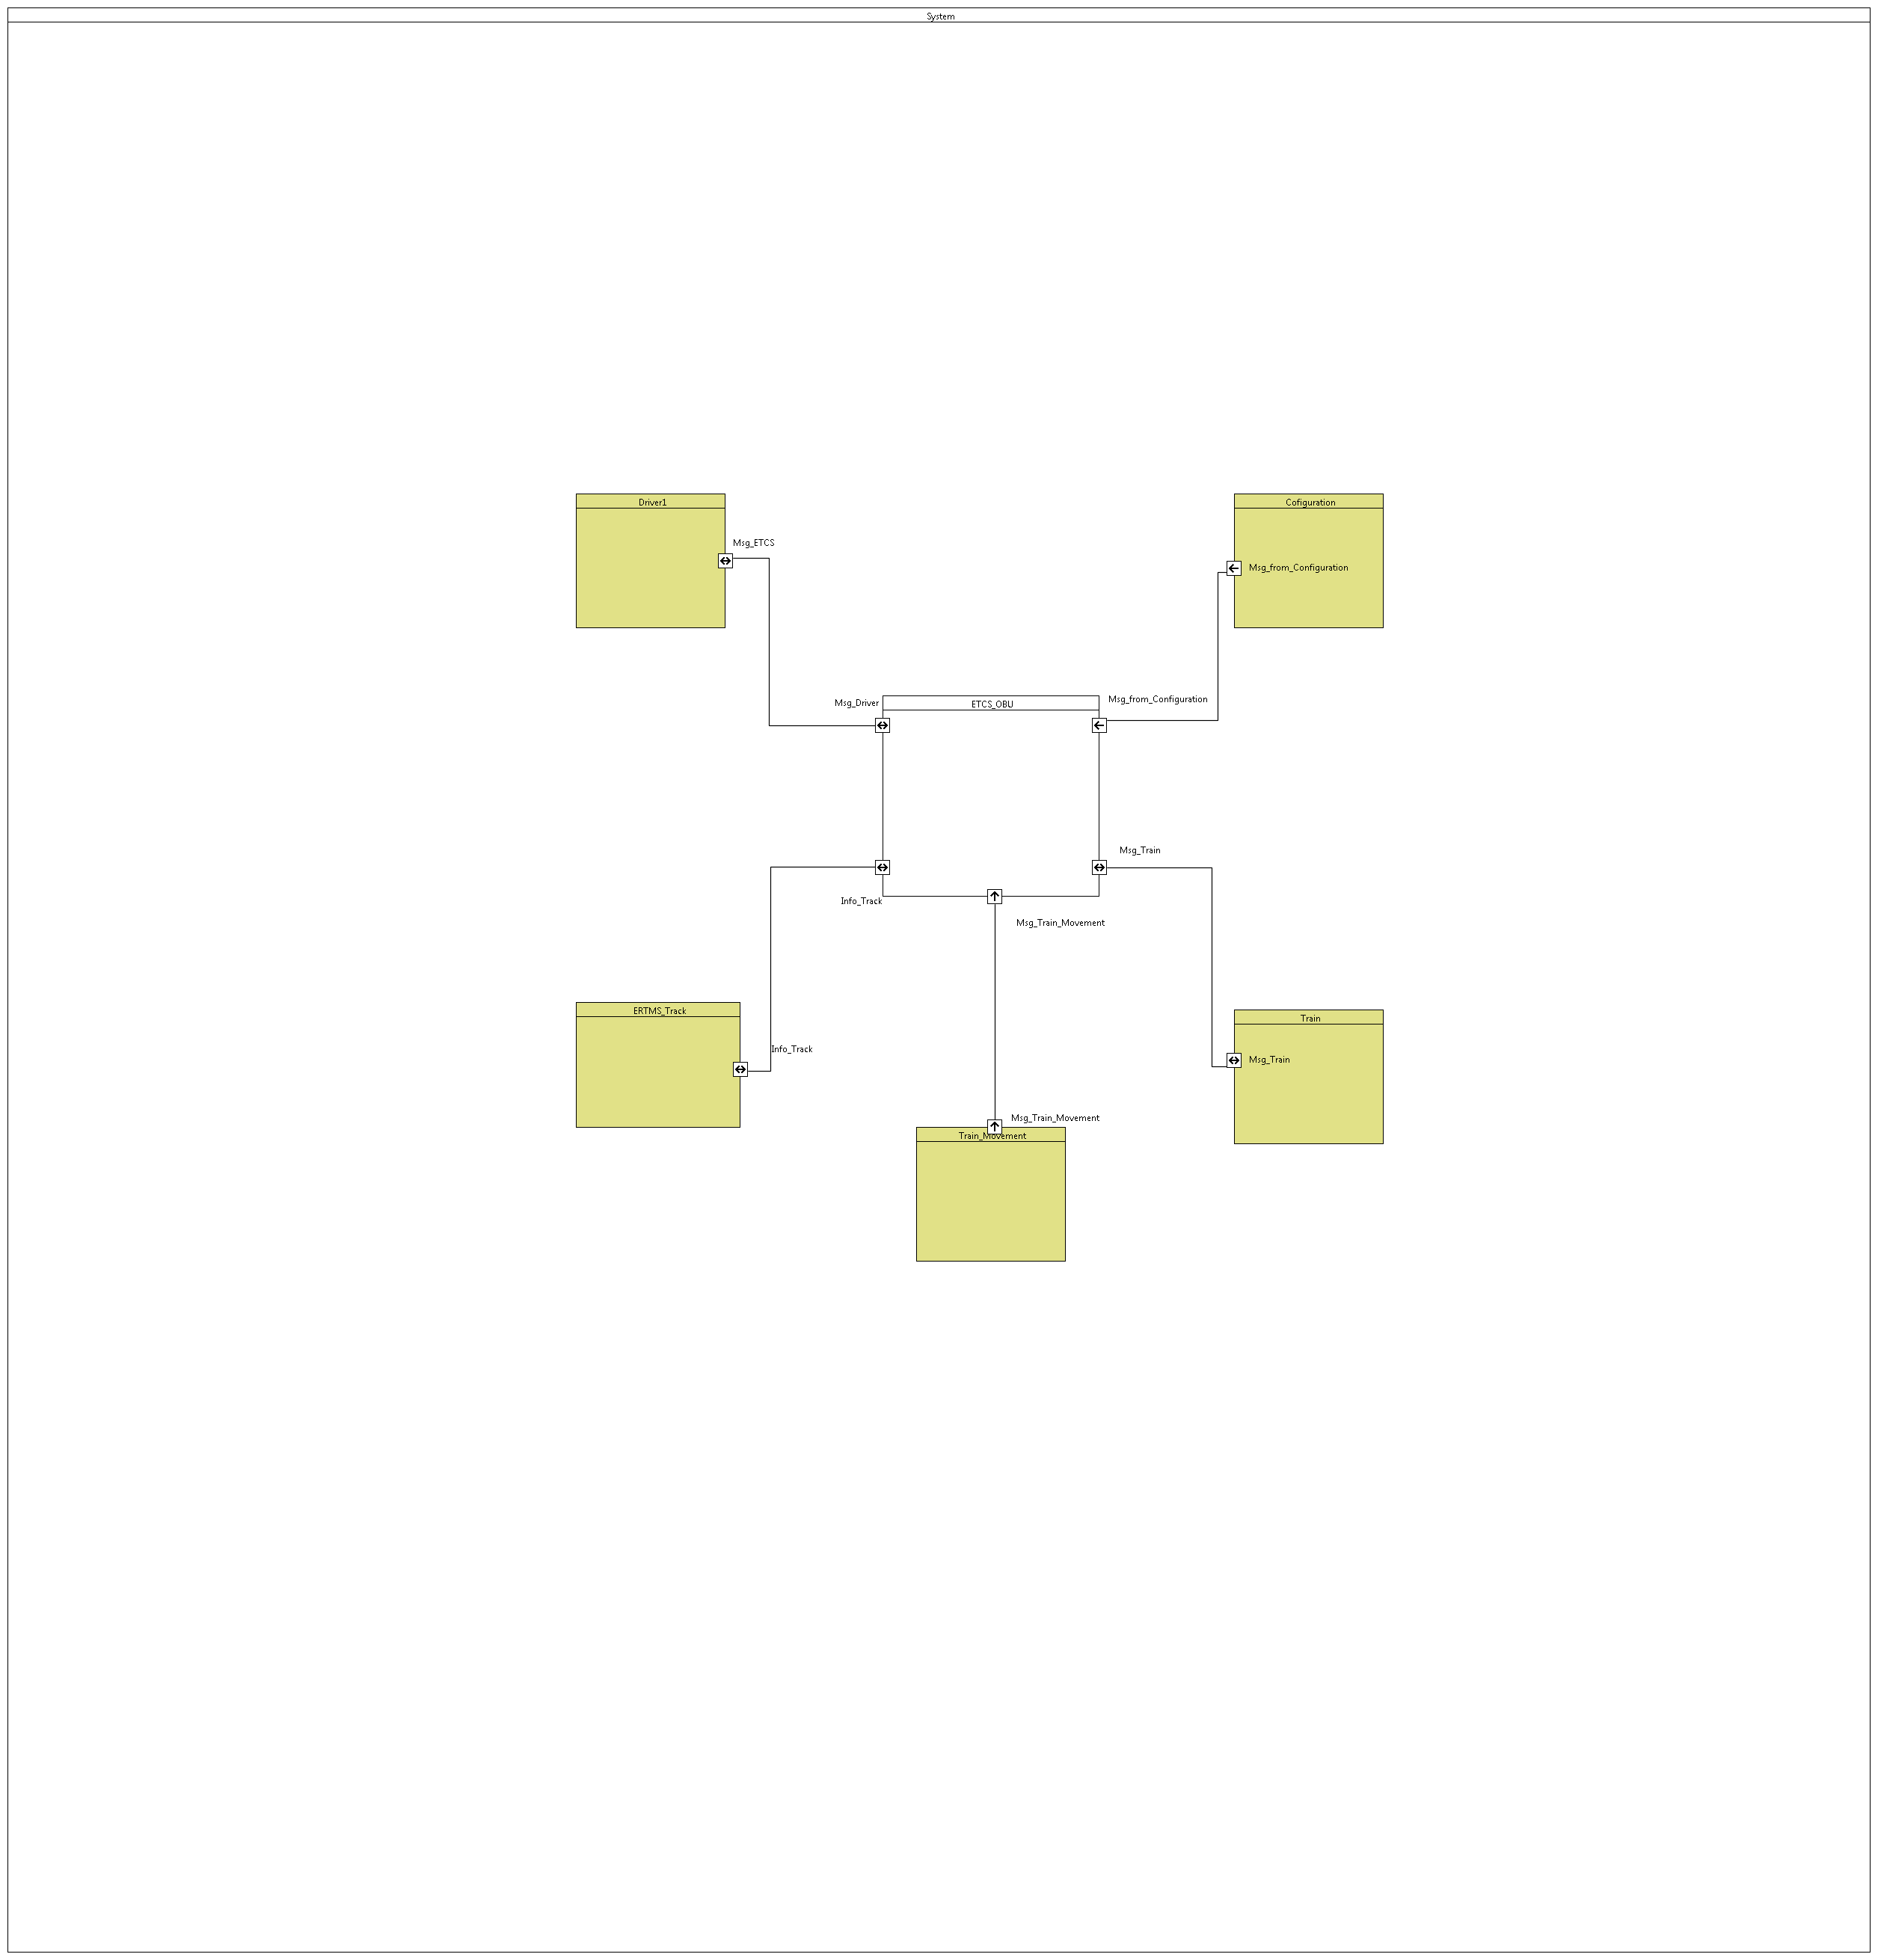 System
Driver1
Cofiguration
Msg_ETCS
Msg_from_Configuration
Msg_Driver
ETCS_OBU
Msg_from_Configuration
Msg_Train
Info_Track
Msg_Train_Movement
ERTMS_Track
Train
Info_Track
Msg_Train
Msg_Train_Movement
Train_Movement